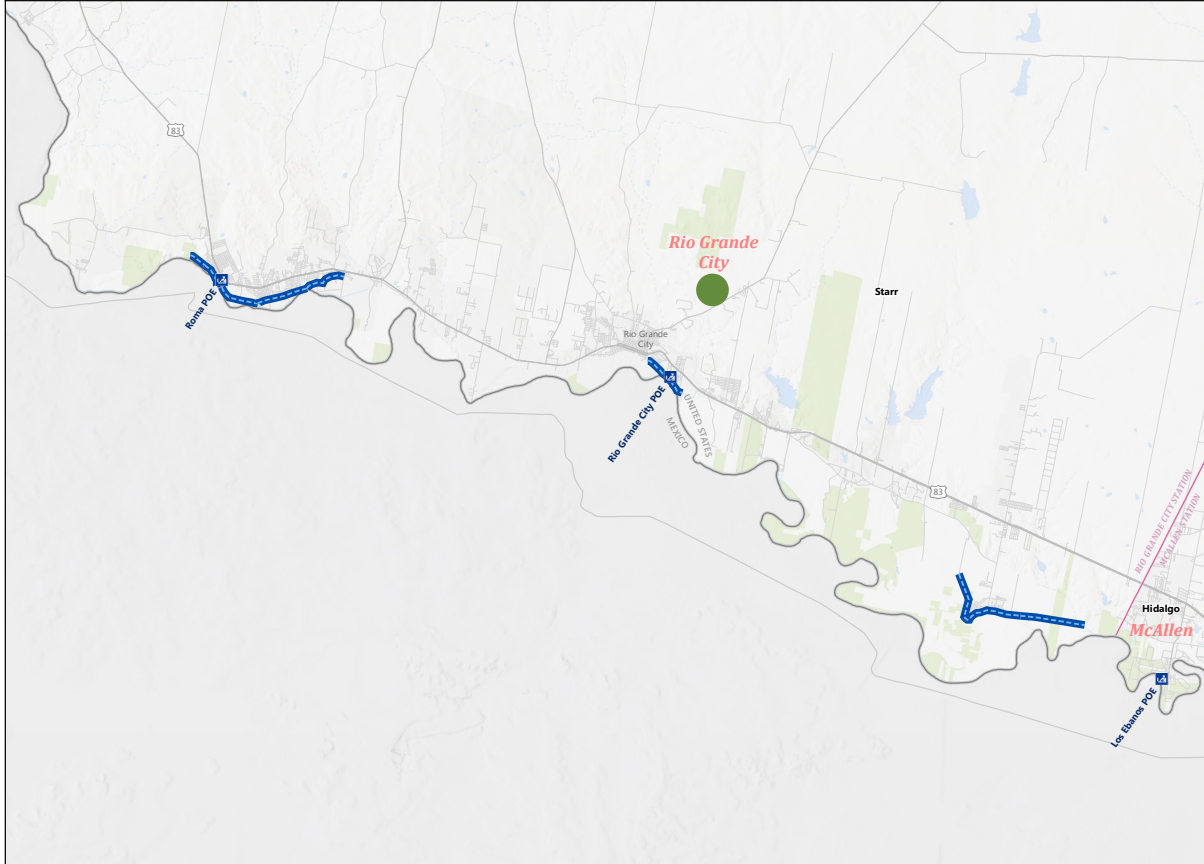 83
Rio Grande
City
Starr
Roma POE
Rio Grande
City
Rio Grande City POE
UNITED STATES
MEXICO
83
RIO GRANDE CITY STATION
MCALLEN STATION
Hidalgo
McAllen
Los Ebanos POE